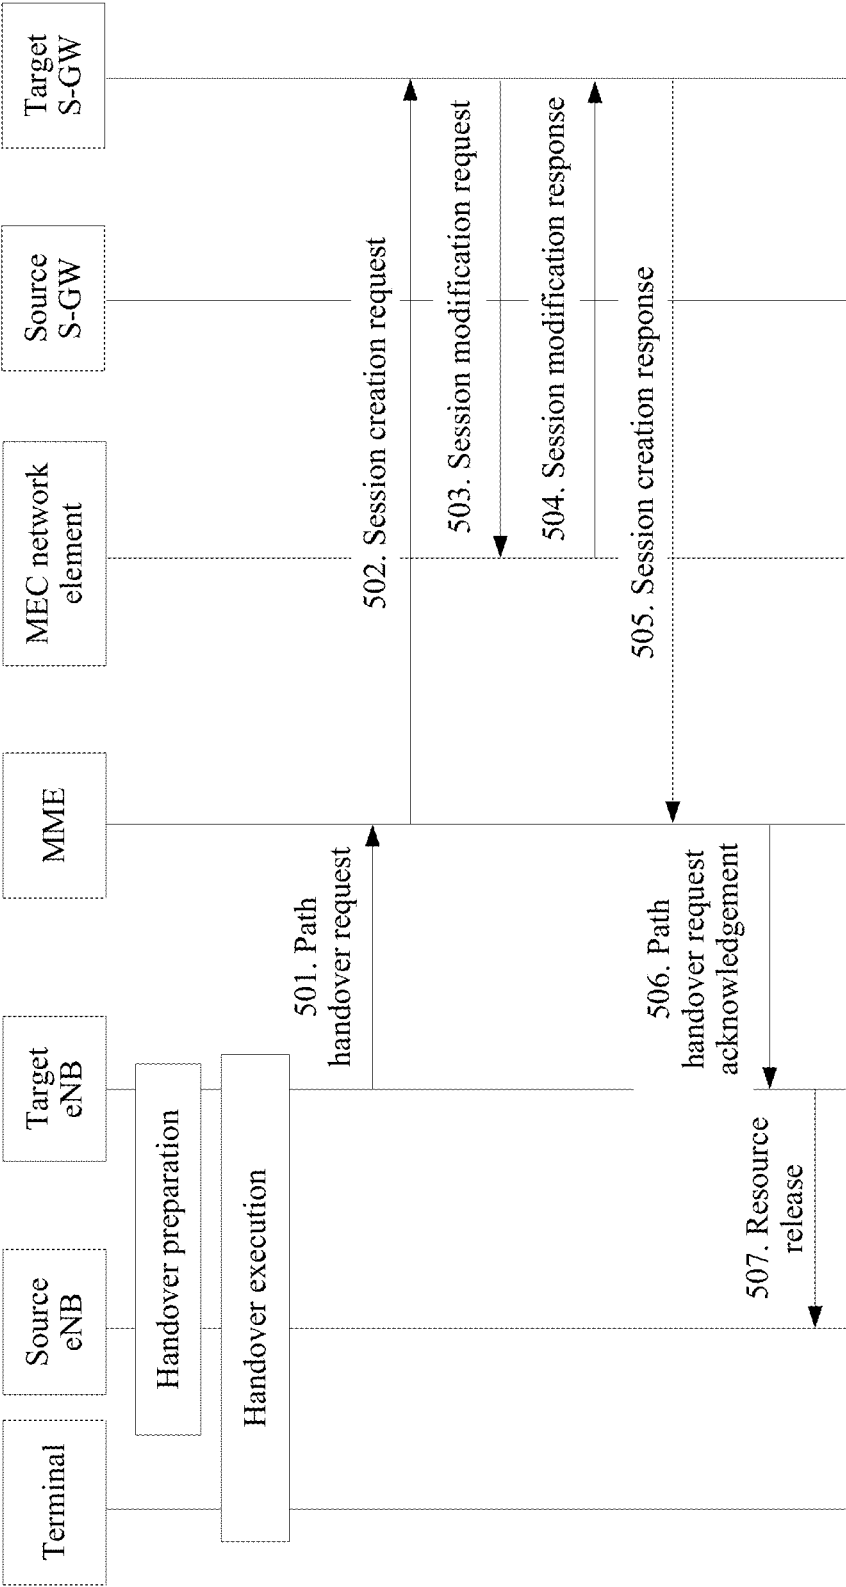 Terminal
Source
eNB
Target
eNB
MME
MEC network
element
Source
S-GW
Target
S-GW
Handover preparation
Handover execution
501. Path
handover request
502. Session creation request
503. Session modification request
504. Session modification response
505. Session creation response
506. Path
handover request
acknowledgement
507. Resource
release